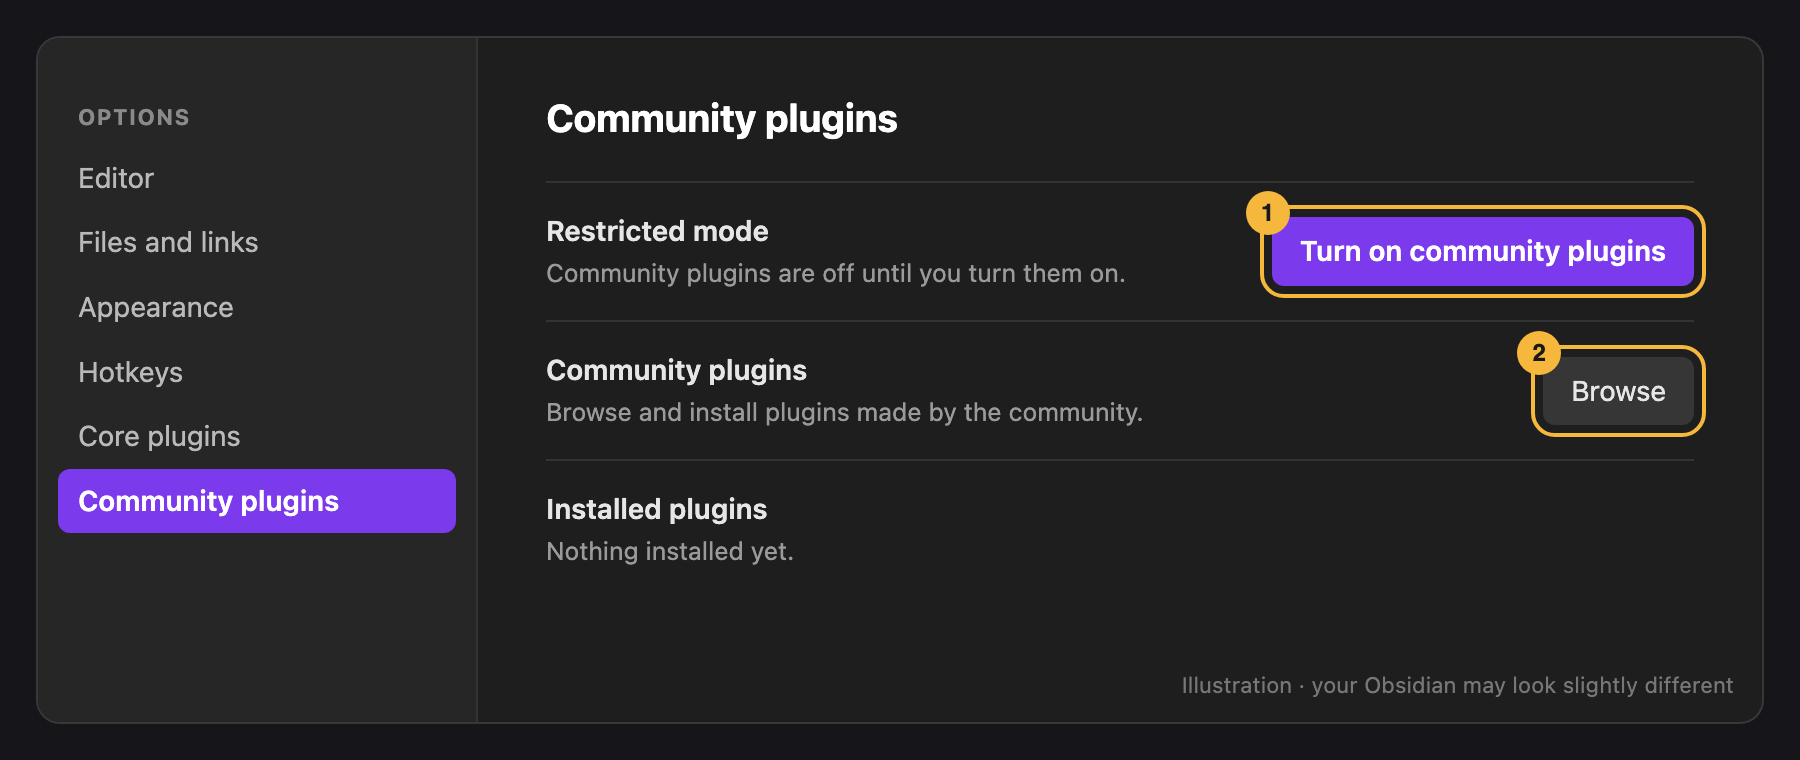 OPTIONS
Editor
Files and links
Appearance
Hotkeys
Core plugins
Community plugins
Community plugins
Restricted mode
Community plugins are off until you turn them on.
1
Turn on community plugins
Community plugins
Browse and install plugins made by the community.
2
Browse
Installed plugins
Nothing installed yet.
Illustration · your Obsidian may look slightly different